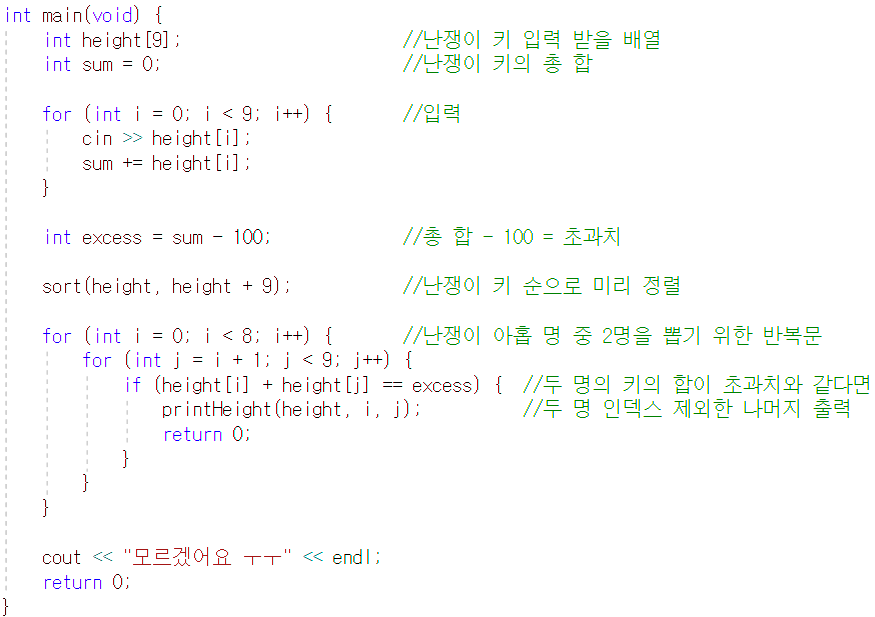 int main(void) {
int height[9]; //난쟁이 키 입력 받을 배열
int sum = 0; //난쟁이 키의 총 합
for (int i = 0; i < 9; i++) { //입력
cin >> height[i];
sum += height[i];
}
int excess = sum - 100; //총 합 - 100 = 초과치
sort(height, height + 9); //난쟁이 키 순으로 미리 정렬
for (int i = 0; i < 8; i++) { //난쟁이 아홉 명 중 2명을 뽑기 위한 반복문
for (int j = i + 1; j < 9; j++) {
if (height[i] + height[j] == excess) { //두 명의 키의 합이 초과치와 같다면
printHeight(height, i, j); //두 명 인덱스 제외한 나머지 출력
return 0;
}
}
}
cout << "모르겠어요 ㅜㅜ" << endl;
return 0;
}